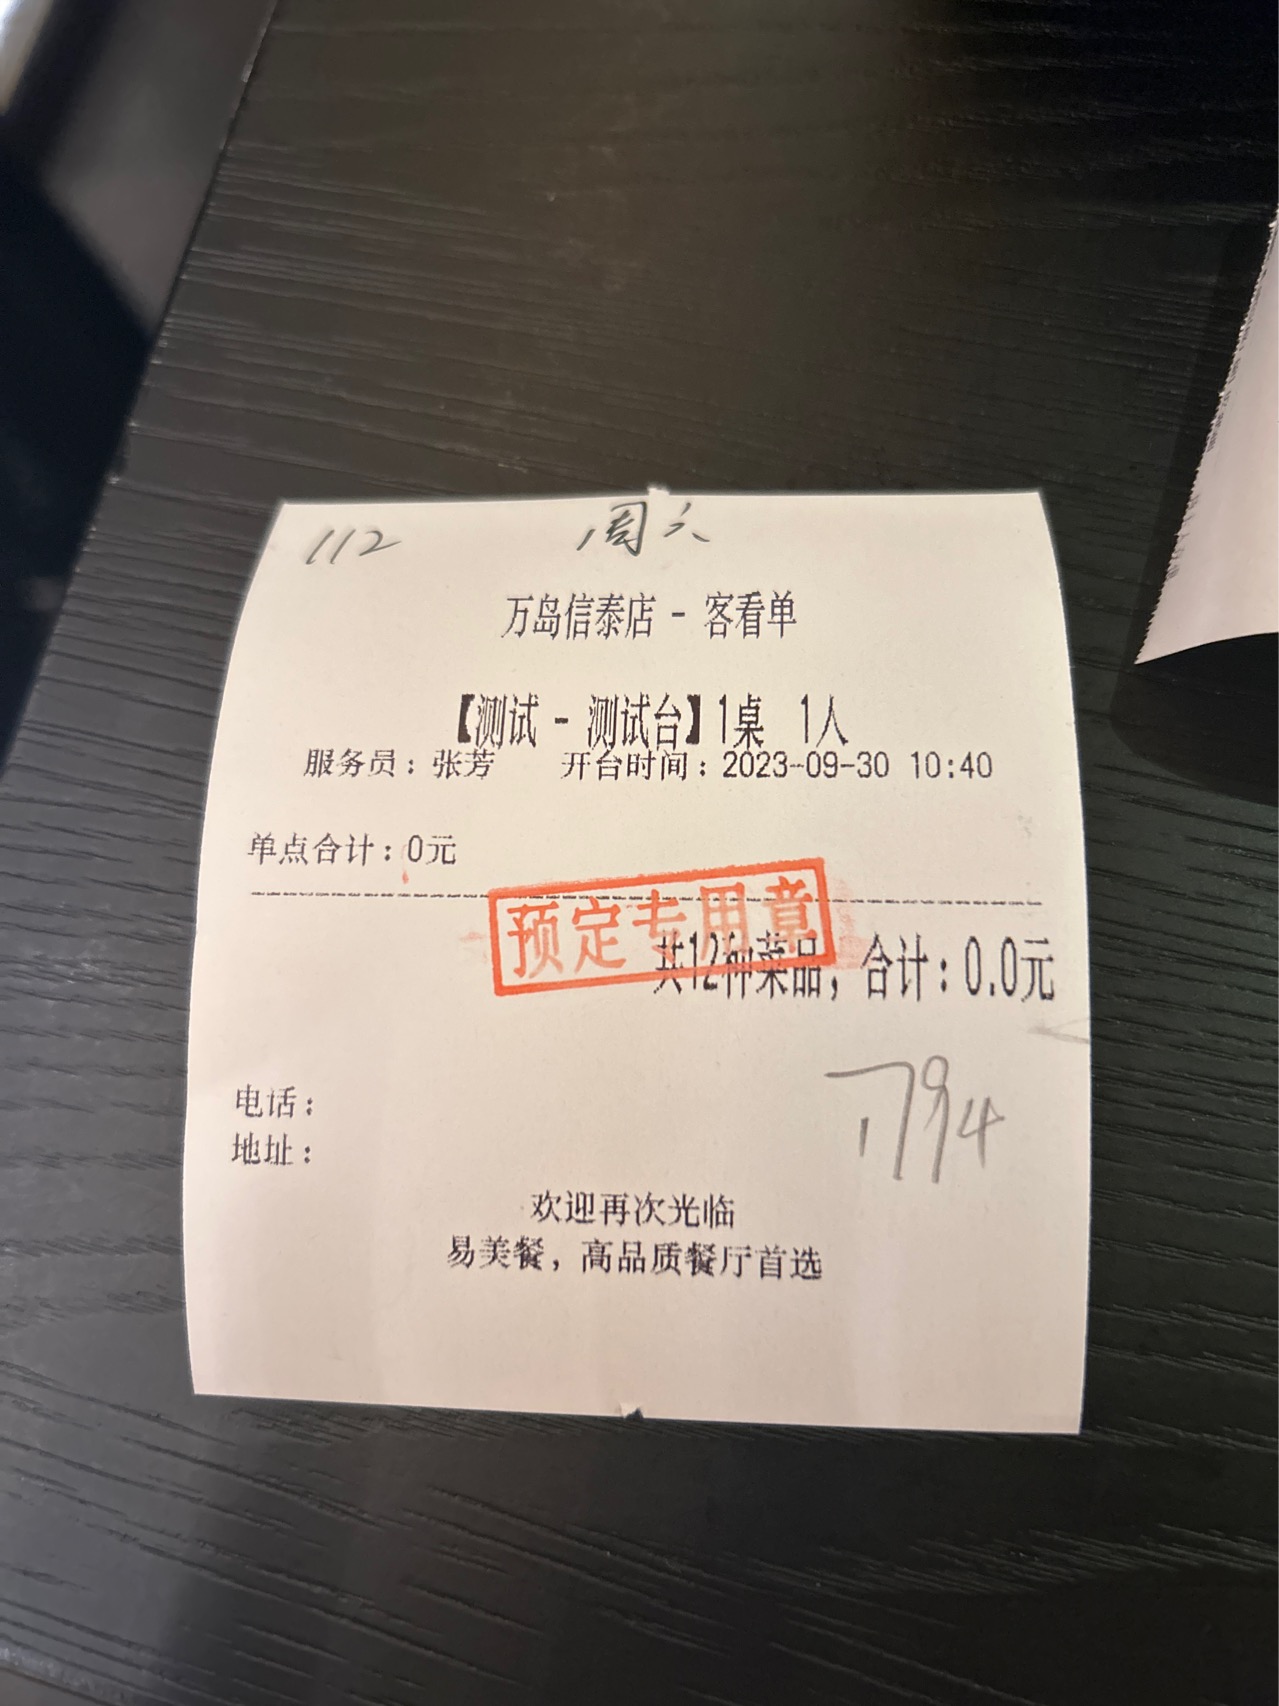 112 周六
万岛信泰店 - 客看单
【测试 - 测试台】1桌 1人
服务员：张芳 开台时间：2023-09-30 10:40
单点合计：0元
预定专用章
共12种菜品，合计：0.0元
电话：
地址：
欢迎再次光临
易美餐，高品质餐厅首选